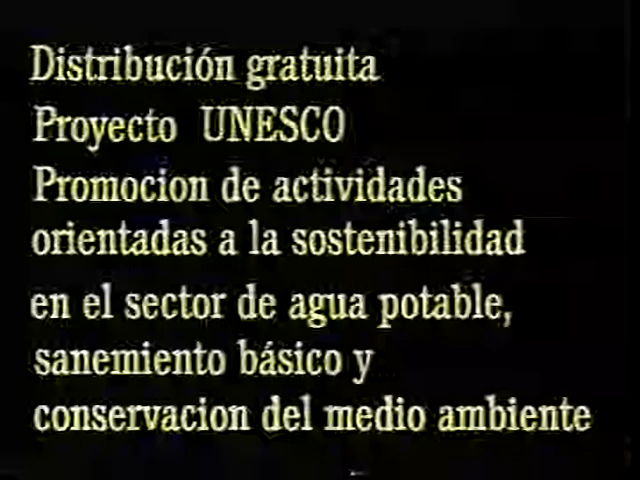 Distribución gratuita
Proyecto UNESCO
Promocion de actividades
orientadas a la sostenibilidad
en el sector de agua potable,
sanemiento básico y
conservacion del medio ambiente